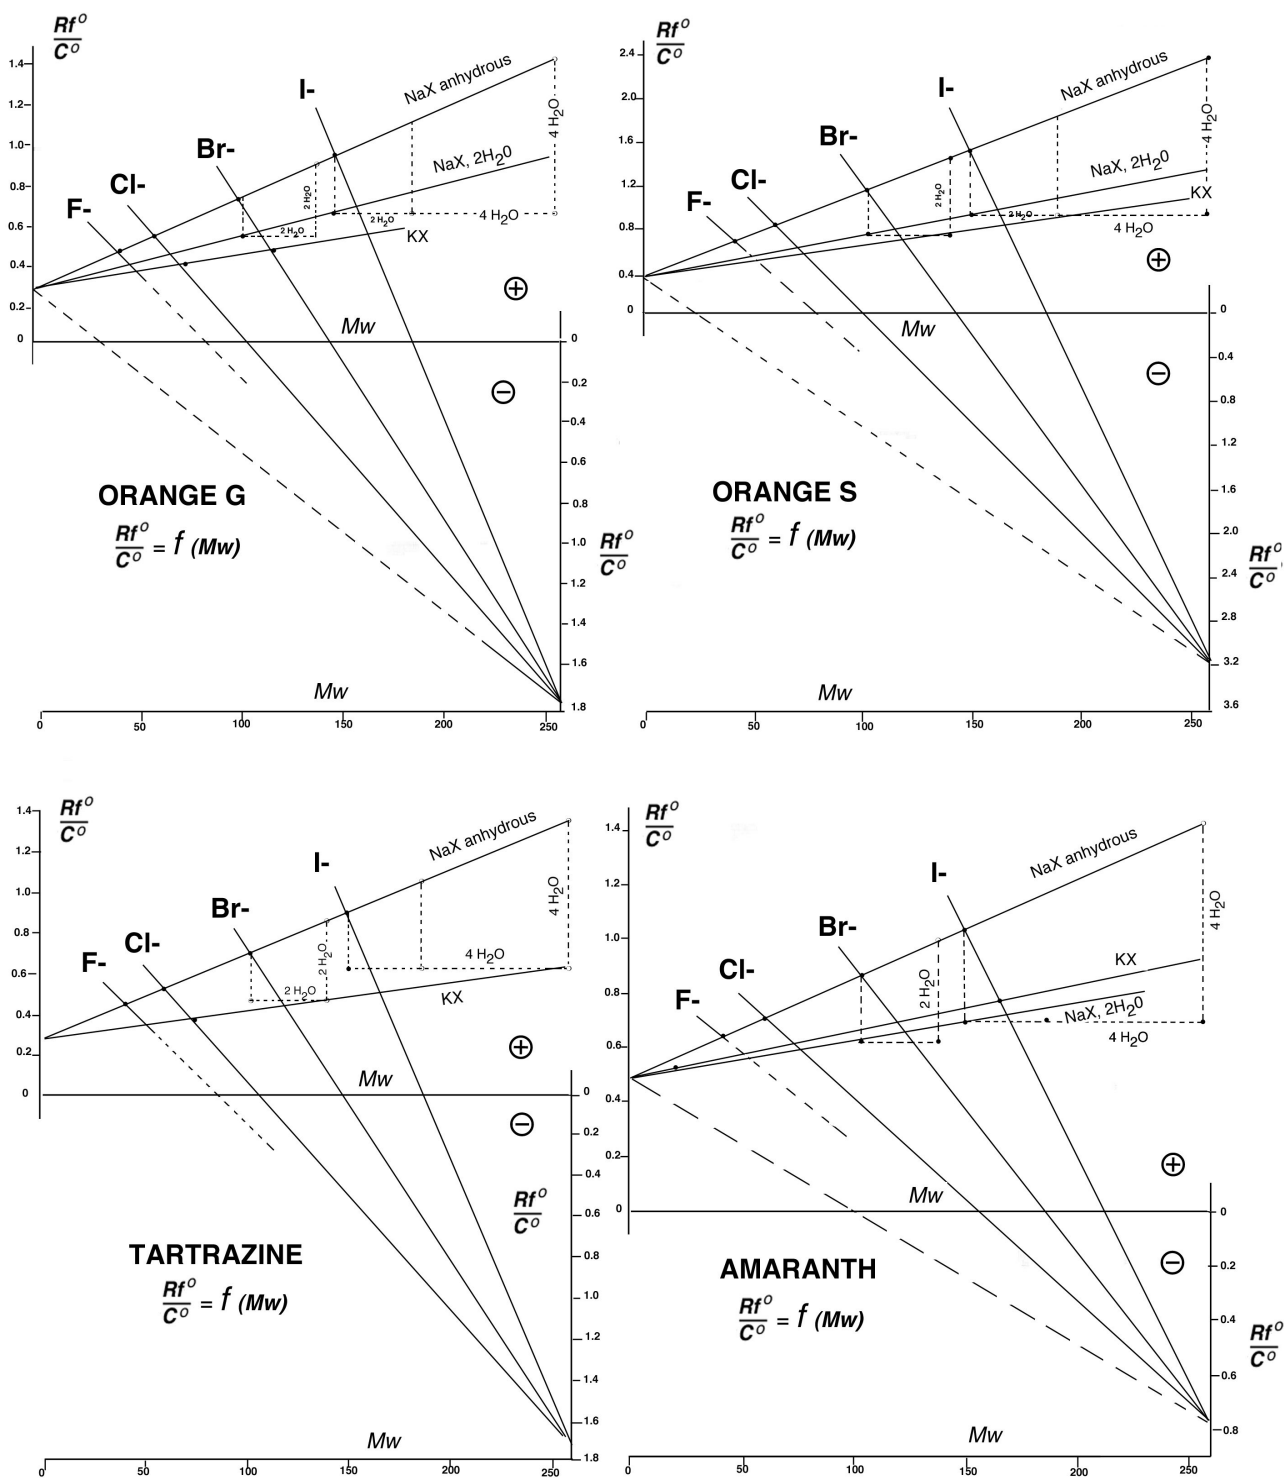 Rf°
C°
1.4
1.2
1.0
0.8
0.6
0.4
0.2
0
F-
Cl-
Br-
I-
NaX anhydrous
4 H2O
NaX, 2H20
2 H2O
2 H2O
2 H2O
4 H2O
KX
+
Mw
0
−
0.2
0.4
0.6
0.8
1.0
1.2
1.4
1.6
1.8
ORANGE G
Rf°
C° = f (Mw)
Rf°
C°
Mw
0 50 100 150 200 250
Rf°
C°
2.4
2.0
1.6
1.2
0.8
0.4
0
F-
Cl-
Br-
I-
NaX anhydrous
4 H2O
NaX, 2H20
KX
2 H2O
2 H2O
4 H2O
+
Mw
0
−
0.4
0.8
1.2
1.6
2.0
2.4
2.8
3.2
3.6
ORANGE S
Rf°
C° = f (Mw)
Rf°
C°
Mw
0 50 100 150 200 250
Rf°
C°
1.4
1.2
1.0
0.8
0.6
0.4
0.2
0
F-
Cl-
Br-
I-
NaX anhydrous
4 H2O
2 H2O
2 H2O
4 H2O
KX
+
Mw
0
−
0.2
0.4
0.6
0.8
1.0
1.2
1.4
1.6
1.8
Rf°
C°
TARTRAZINE
Rf°
C° = f (Mw)
Mw
0 50 100 150 200 250
Rf°
C°
1.4
1.2
1.0
0.8
0.6
0.4
0.2
0
F-
Cl-
Br-
I-
NaX anhydrous
4 H2O
KX
2 H2O
NaX, 2H20
4 H2O
+
Mw
0
−
0.2
0.4
0.6
0.8
AMARANTH
Rf°
C° = f (Mw)
Rf°
C°
Mw
0 50 100 150 200 250